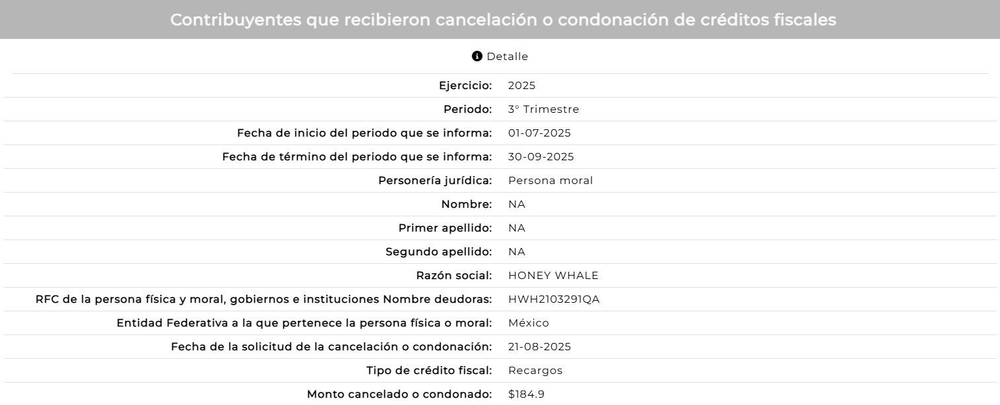 Contribuyentes que recibieron cancelación o condonación de créditos fiscales
Detalle
Ejercicio: 2025
Periodo: 3° Trimestre
Fecha de inicio del periodo que se informa: 01-07-2025
Fecha de término del periodo que se informa: 30-09-2025
Personería jurídica: Persona moral
Nombre: NA
Primer apellido: NA
Segundo apellido: NA
Razón social: HONEY WHALE
RFC de la persona física y moral, gobiernos e instituciones Nombre deudoras: HWH2103291QA
Entidad Federativa a la que pertenece la persona física o moral: México
Fecha de la solicitud de la cancelación o condonación: 21-08-2025
Tipo de crédito fiscal: Recargos
Monto cancelado o condonado: $184.9